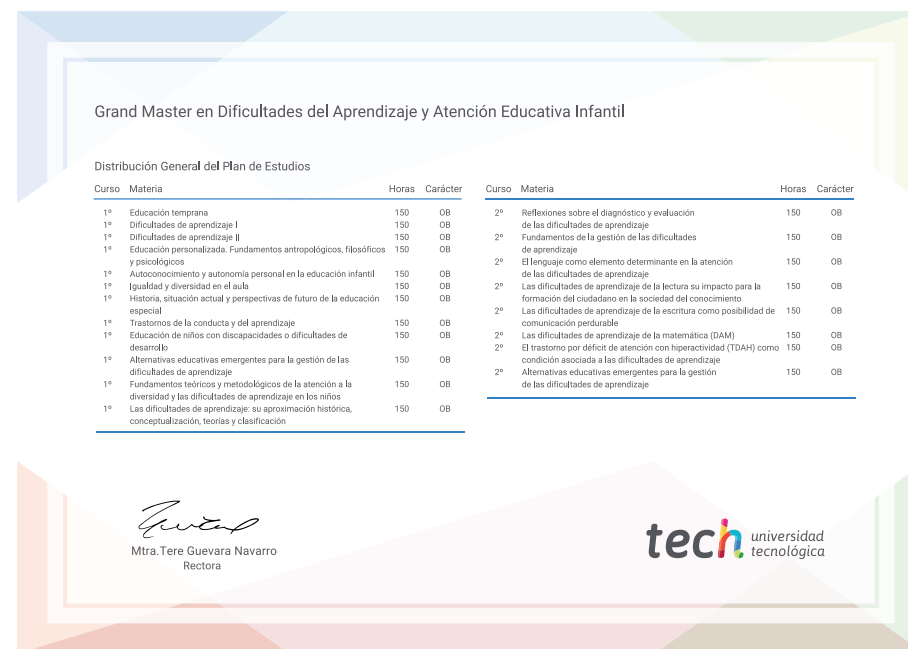 Grand Master en Dificultades del Aprendizaje y Atención Educativa Infantil
Distribución General del Plan de Estudios
Curso Materia Horas Carácter
1º Educación temprana 150 OB
1º Dificultades de aprendizaje I 150 OB
1º Dificultades de aprendizaje II 150 OB
1º Educación personalizada. Fundamentos antropológicos, filosóficos 150 OB
y psicológicos
1º Autoconocimiento y autonomía personal en la educación infantil 150 OB
1º Igualdad y diversidad en el aula 150 OB
1º Historia, situación actual y perspectivas de futuro de la educación 150 OB
especial
1º Trastornos de la conducta y del aprendizaje 150 OB
1º Educación de niños con discapacidades o dificultades de 150 OB
desarrollo
1º Alternativas educativas emergentes para la gestión de las 150 OB
dificultades de aprendizaje
1º Fundamentos teóricos y metodológicos de la atención a la 150 OB
diversidad y las dificultades de aprendizaje en los niños
1º Las dificultades de aprendizaje: su aproximación histórica, 150 OB
conceptualización, teorías y clasificación
Curso Materia Horas Carácter
2º Reflexiones sobre el diagnóstico y evaluación 150 OB
de las dificultades de aprendizaje
2º Fundamentos de la gestión de las dificultades 150 OB
de aprendizaje
2º El lenguaje como elemento determinante en la atención 150 OB
de las dificultades de aprendizaje
2º Las dificultades de aprendizaje de la lectura su impacto para la 150 OB
formación del ciudadano en la sociedad del conocimiento
2º Las dificultades de aprendizaje de la escritura como posibilidad de 150 OB
comunicación perdurable
2º Las dificultades de aprendizaje de la matemática (DAM) 150 OB
2º El trastorno por déficit de atención con hiperactividad (TDAH) como 150 OB
condición asociada a las dificultades de aprendizaje
2º Alternativas educativas emergentes para la gestión 150 OB
de las dificultades de aprendizaje
Mtra.Tere Guevara Navarro
Rectora
tech universidad
tecnológica